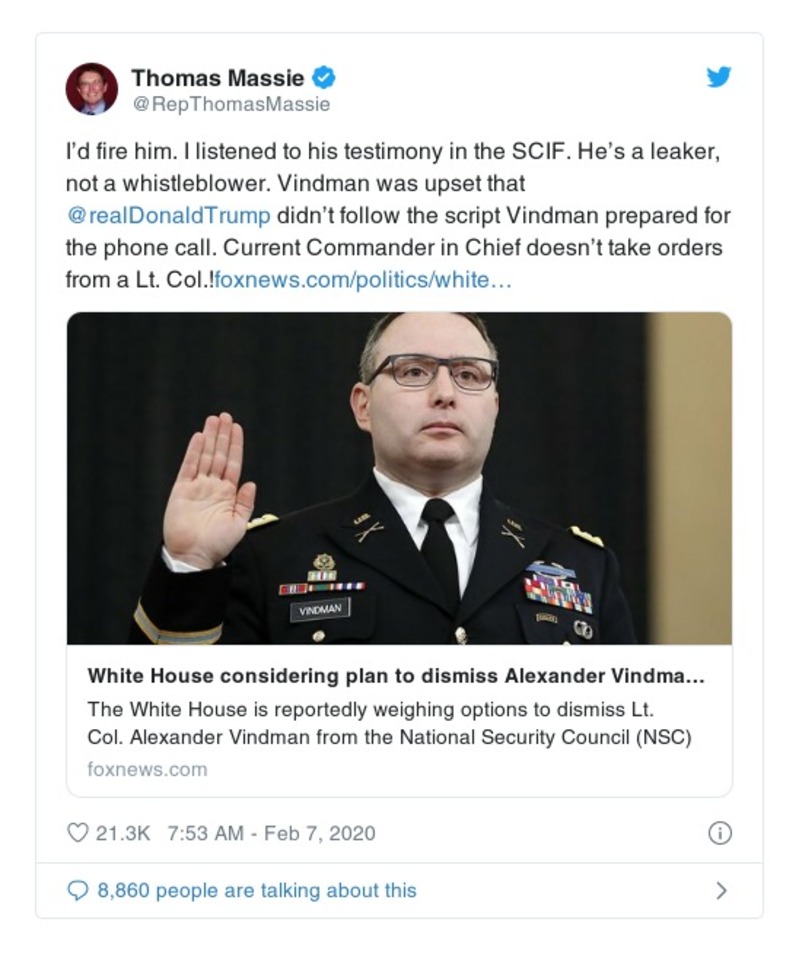 Thomas Massie
@RepThomasMassie
I'd fire him. I listened to his testimony in the SCIF. He's a leaker,
not a whistleblower. Vindman was upset that
@realDonaldTrump didn't follow the script Vindman prepared for
the phone call. Current Commander in Chief doesn't take orders
from a Lt. Col.!foxnews.com/politics/white…
VINDMAN
White House considering plan to dismiss Alexander Vindma...
The White House is reportedly weighing options to dismiss Lt.
Col. Alexander Vindman from the National Security Council (NSC)
foxnews.com
21.3K 7:53 AM - Feb 7, 2020
8,860 people are talking about this